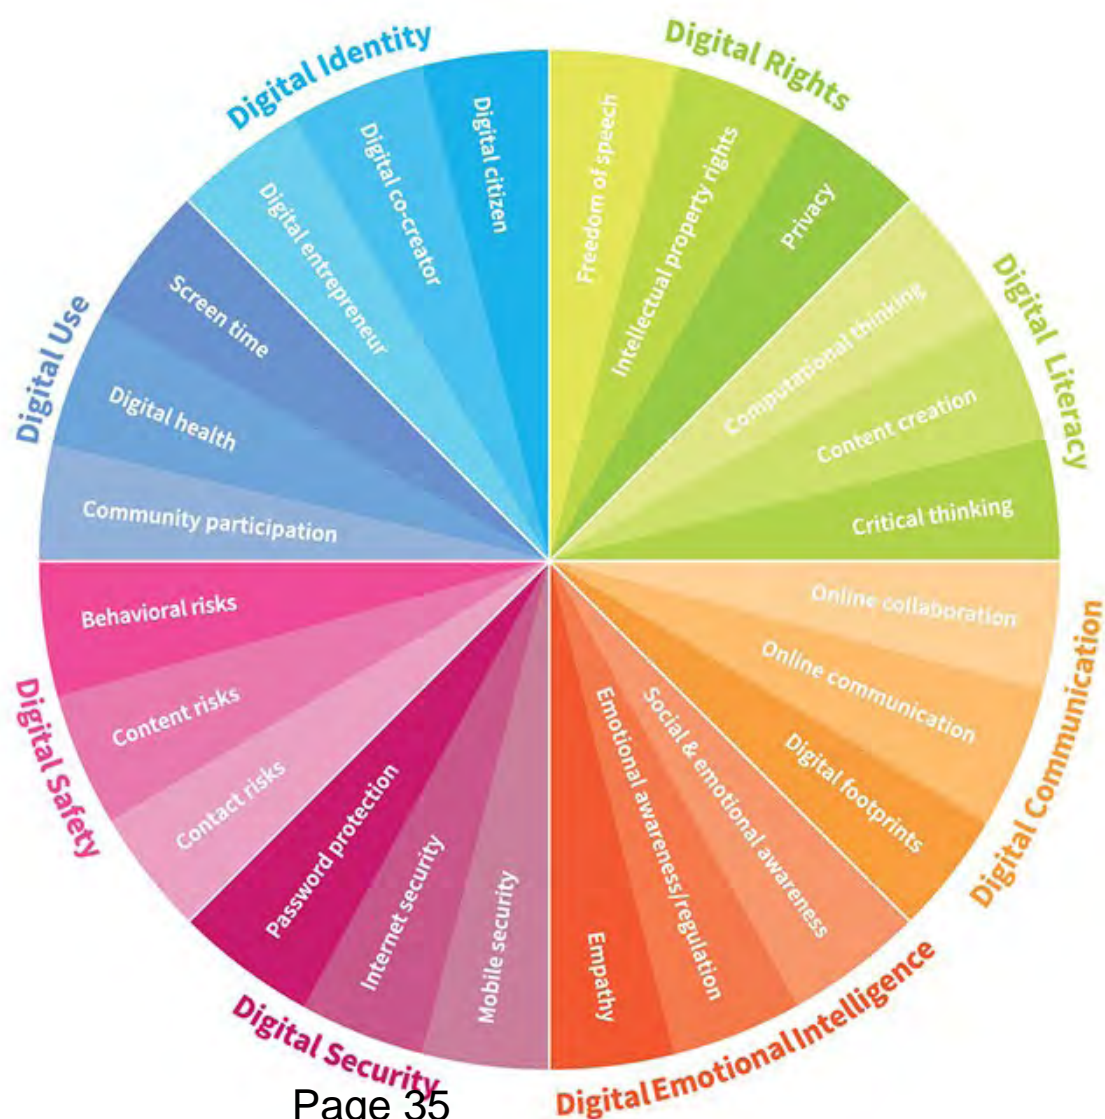 Digital Identity
Digital citizen
Digital co-creator
Digital entrepreneur
Digital Rights
Freedom of speech
Intellectual property rights
Privacy
Digital Literacy
Computational thinking
Content creation
Critical thinking
Digital Communication
Online collaboration
Online communication
Digital footprints
Digital Emotional Intelligence
Social & emotional awareness
Emotional awareness/regulation
Empathy
Digital Security
Mobile security
Internet security
Password protection
Digital Safety
Contact risks
Content risks
Behavioral risks
Digital Use
Community participation
Digital health
Screen time
Page 35